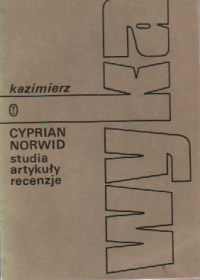 kazimierz
wyka
CYPRIAN
NORWID
studia
artykuły
recenzje